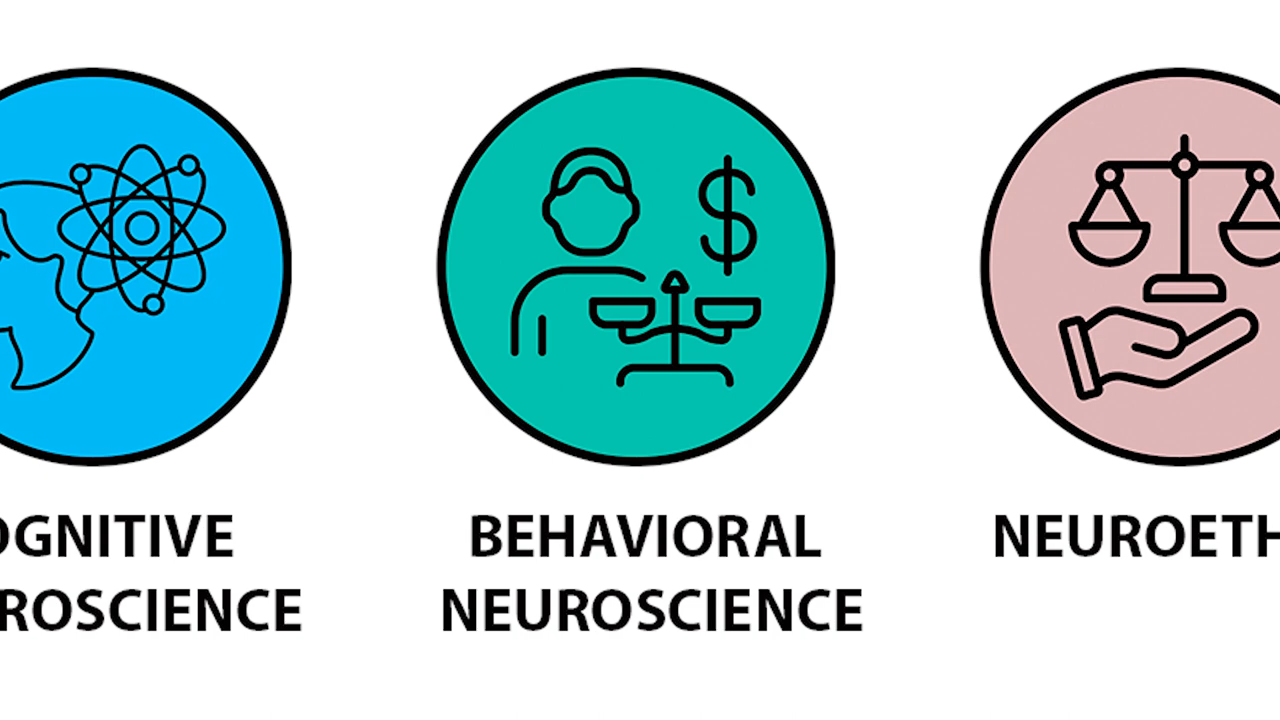 OGNITIVE
ROSCIENCE
BEHAVIORAL
NEUROSCIENCE
NEUROETH